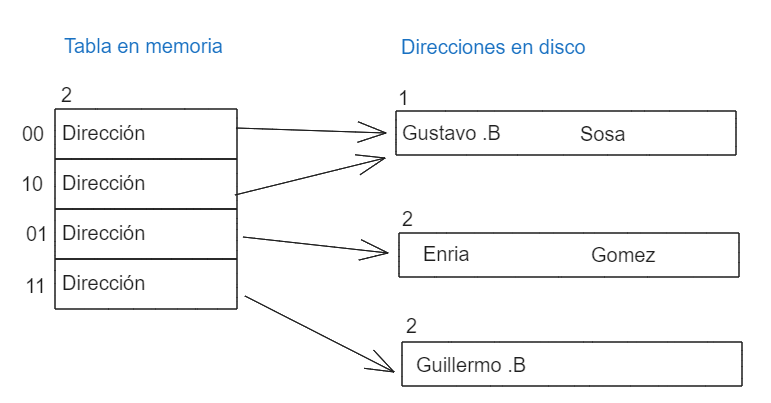 Tabla en memoria
Direcciones en disco
2
00 Dirección
10 Dirección
01 Dirección
11 Dirección
1
Gustavo .B Sosa
2
Enria Gomez
2
Guillermo .B